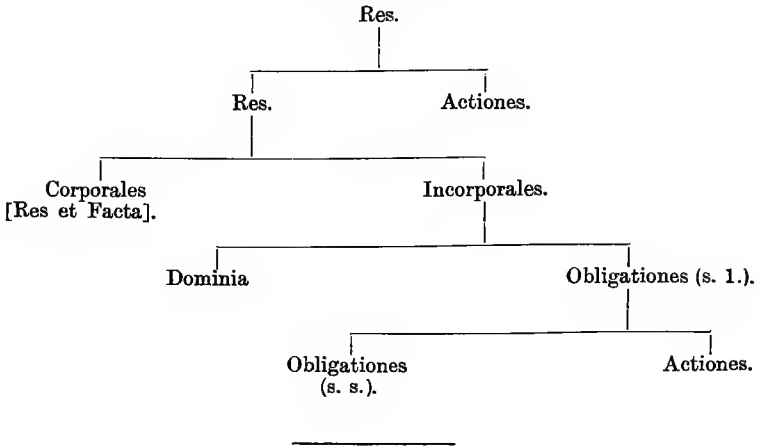 Res.
Res. Actiones.
Corporales Incorporales.
[Res et Facta].
Dominia Obligationes (s. l.).
Obligationes Actiones.
(s. s.).